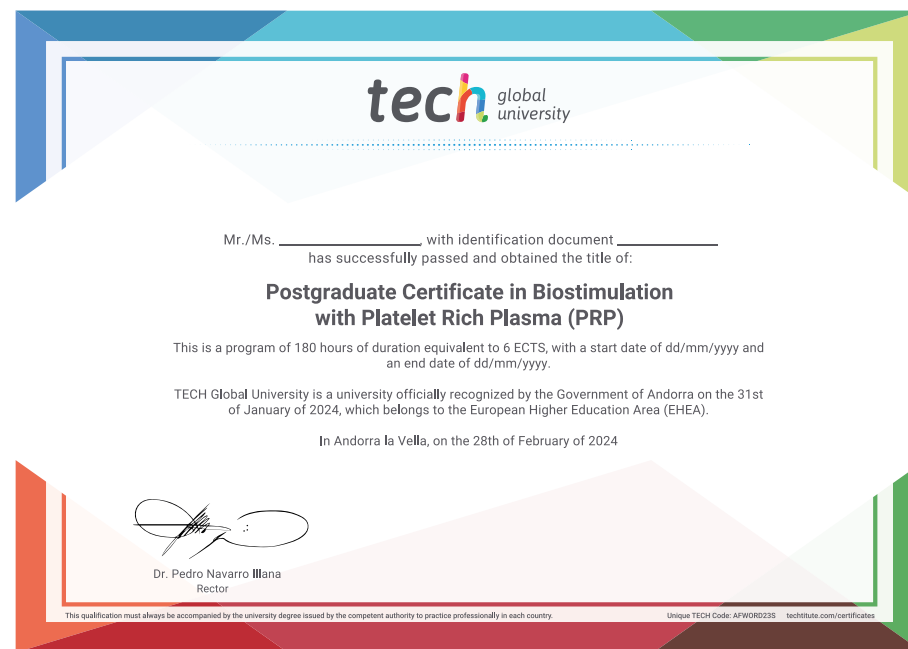 tech global university
Mr./Ms. ____________, with identification document ____________
has successfully passed and obtained the title of:
Postgraduate Certificate in Biostimulation
with Platelet Rich Plasma (PRP)
This is a program of 180 hours of duration equivalent to 6 ECTS, with a start date of dd/mm/yyyy and
an end date of dd/mm/yyyy.
TECH Global University is a university officially recognized by the Government of Andorra on the 31st
of January of 2024, which belongs to the European Higher Education Area (EHEA).
In Andorra la Vella, on the 28th of February of 2024
Dr. Pedro Navarro Illana
Rector
This qualification must always be accompanied by the university degree issued by the competent authority to practice professionally in each country.
Unique TECH Code: AFWORD23S techtitute.com/certificates